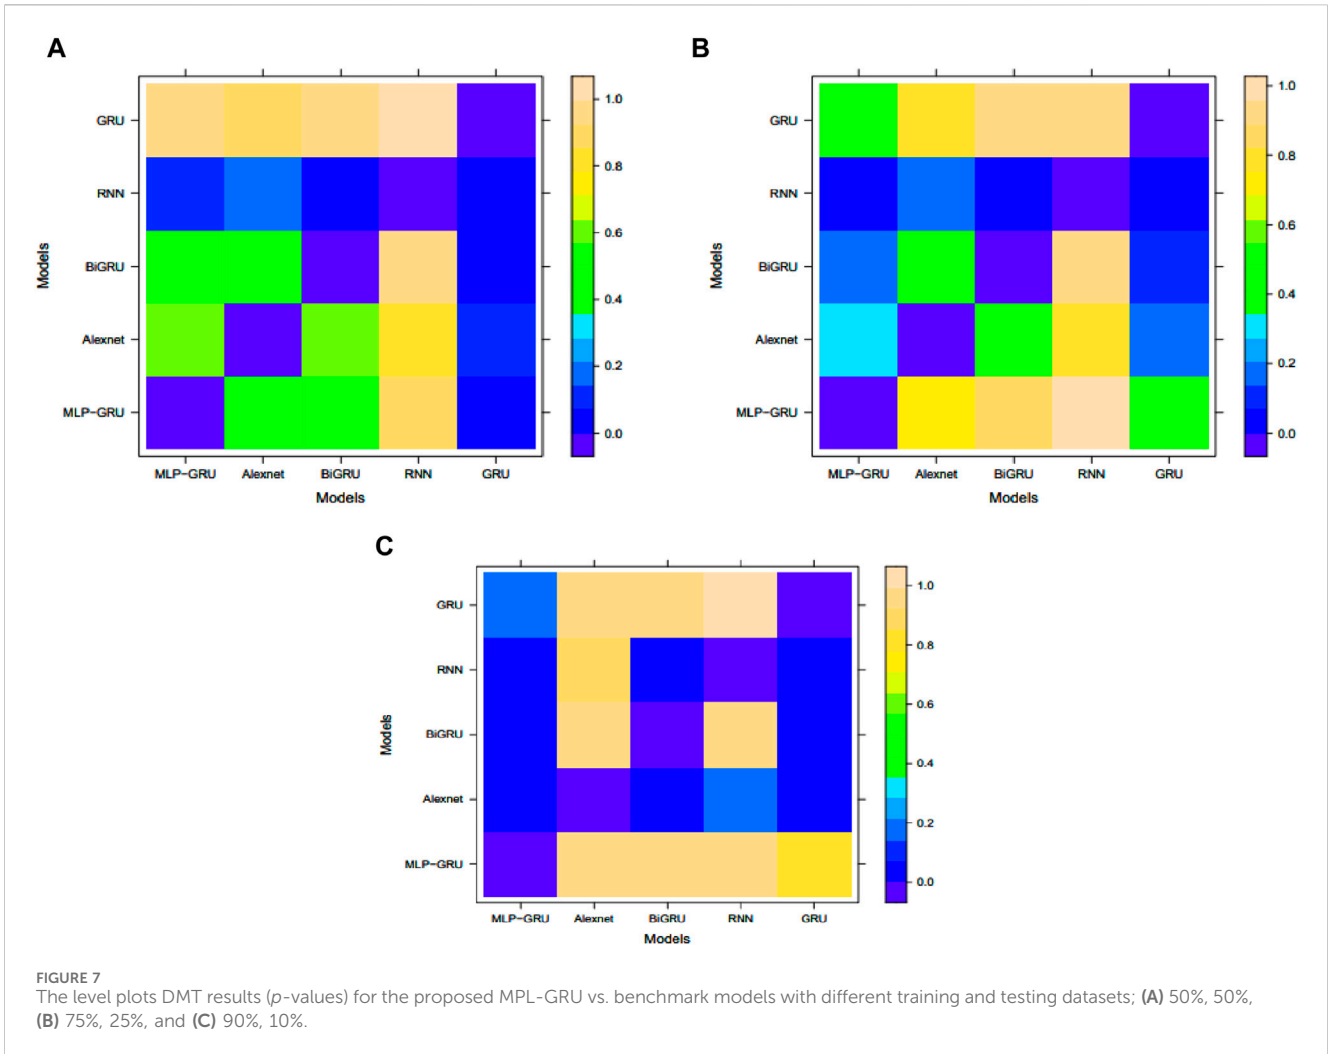 A
GRU
RNN
BiGRU
Alexnet
MLP-GRU
Models
MLP-GRU Alexnet BiGRU RNN GRU
Models
1.0
0.8
0.6
0.4
0.2
0.0
B
GRU
RNN
BiGRU
Alexnet
MLP-GRU
Models
MLP-GRU Alexnet BiGRU RNN GRU
Models
1.0
0.8
0.6
0.4
0.2
0.0
C
GRU
RNN
BiGRU
Alexnet
MLP-GRU
Models
MLP-GRU Alexnet BiGRU RNN GRU
Models
1.0
0.8
0.6
0.4
0.2
0.0
FIGURE 7
The level plots DMT results (p-values) for the proposed MPL-GRU vs. benchmark models with different training and testing datasets; (A) 50%, 50%,
(B) 75%, 25%, and (C) 90%, 10%.